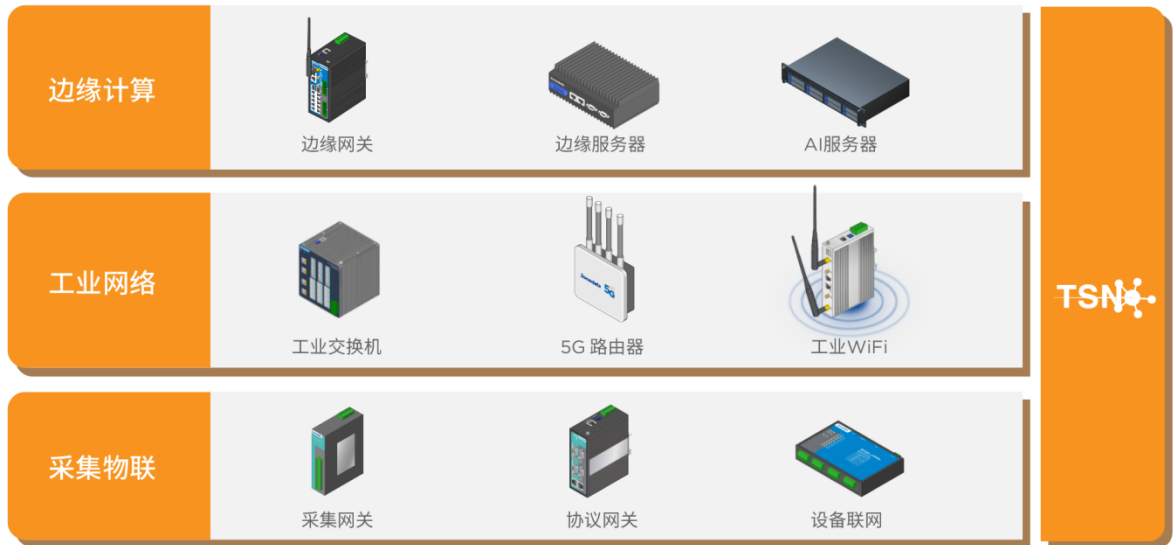 边缘计算
边缘网关
边缘服务器
AI服务器
工业网络
工业交换机
5G 路由器
工业WiFi
5G
TSN
采集物联
采集网关
协议网关
设备联网